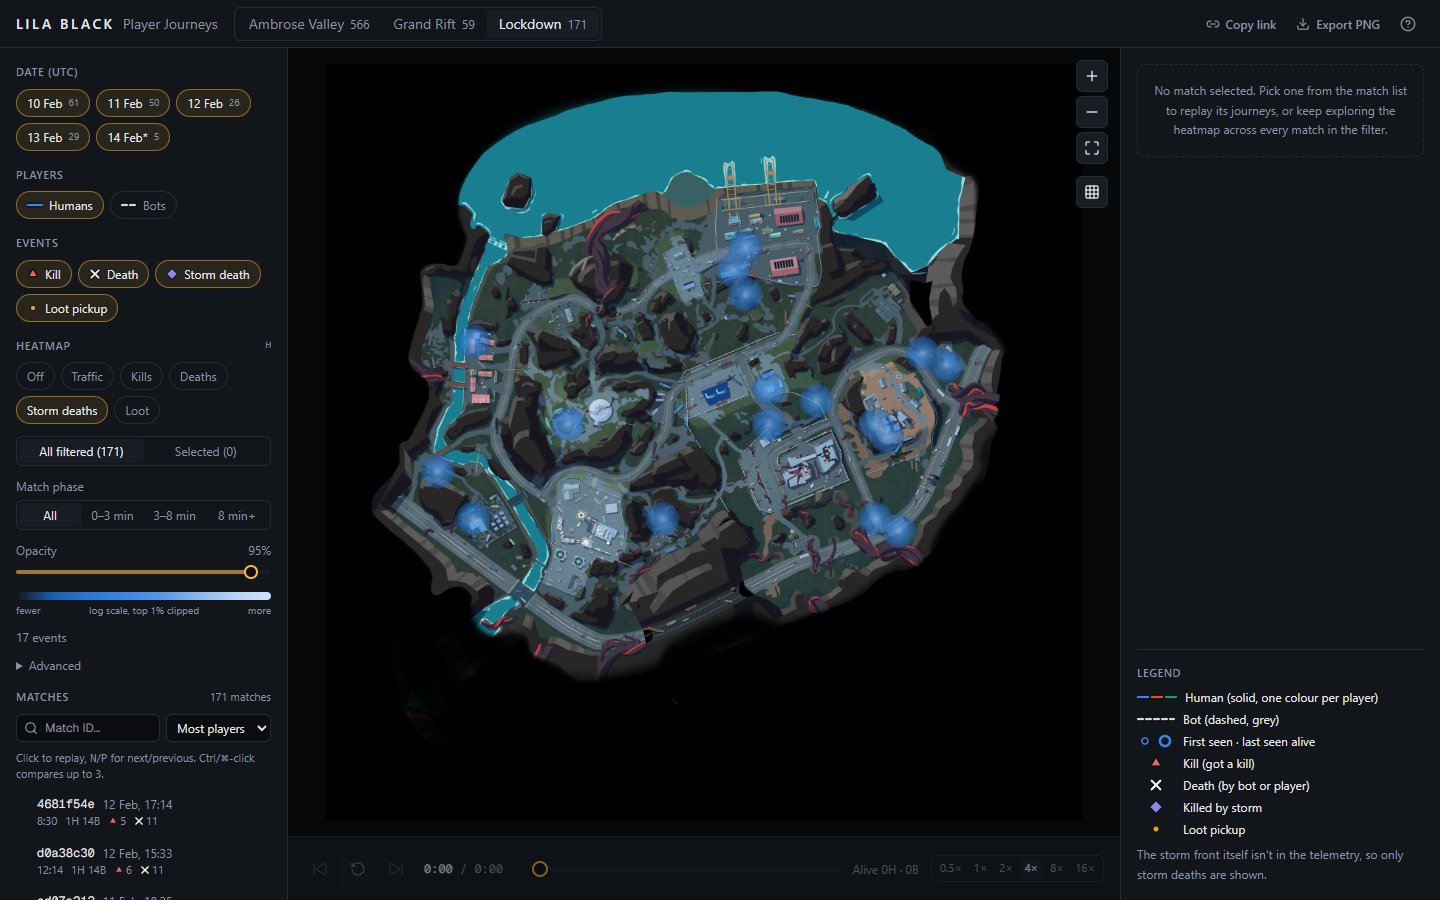 LILA BLACK Player Journeys Ambrose Valley 566 Grand Rift 59 Lockdown 171 Copy link Export PNG ?
DATE (UTC)
10 Feb 61 11 Feb 50 12 Feb 26
13 Feb 29 14 Feb* 5
PLAYERS
Humans Bots
EVENTS
Kill Death Storm death
Loot pickup
HEATMAP H
Off Traffic Kills Deaths
Storm deaths Loot
All filtered (171) Selected (0)
Match phase
All 0–3 min 3–8 min 8 min+
Opacity 95%
fewer log scale, top 1% clipped more
17 events
Advanced
MATCHES 171 matches
Match ID... Most players
Click to replay, N/P for next/previous. Ctrl/⌘-click
compares up to 3.
4681f54e 12 Feb, 17:14
8:30 1H 14B 5 11
d0a38c30 12 Feb, 15:33
12:14 1H 14B 6 11
0:00 / 0:00 Alive 0H · 0B 0.5× 1× 2× 4× 8× 16×
No match selected. Pick one from the match list
to replay its journeys, or keep exploring the
heatmap across every match in the filter.
LEGEND
Human (solid, one colour per player)
Bot (dashed, grey)
First seen · last seen alive
Kill (got a kill)
Death (by bot or player)
Killed by storm
Loot pickup
The storm front itself isn't in the telemetry, so only
storm deaths are shown.